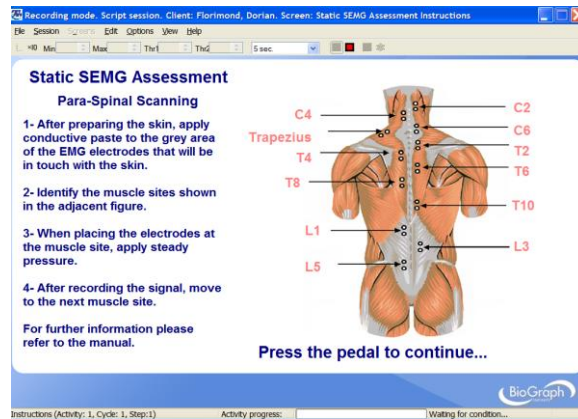 Recording mode. Script session. Client: Florimond, Dorian. Screen: Static SEMG Assessment Instructions
File Session Screens Edit Options View Help
Min Max Thr1 Thr2 5 sec.
Static SEMG Assessment
Para-Spinal Scanning
1- After preparing the skin, apply
conductive paste to the grey area
of the EMG electrodes that will be
in touch with the skin.
2- Identify the muscle sites shown
in the adjacent figure.
3- When placing the electrodes at
the muscle site, apply steady
pressure.
4- After recording the signal, move
to the next muscle site.
For further information please
refer to the manual.
C4 C2
Trapezius C6
T4 T2
T8 T6
T10
L1 L3
L5
Press the pedal to continue...
BioGraph
Instructions (Activity: 1, Cycle: 1, Step:1) Activity progress: Waiting for condition...